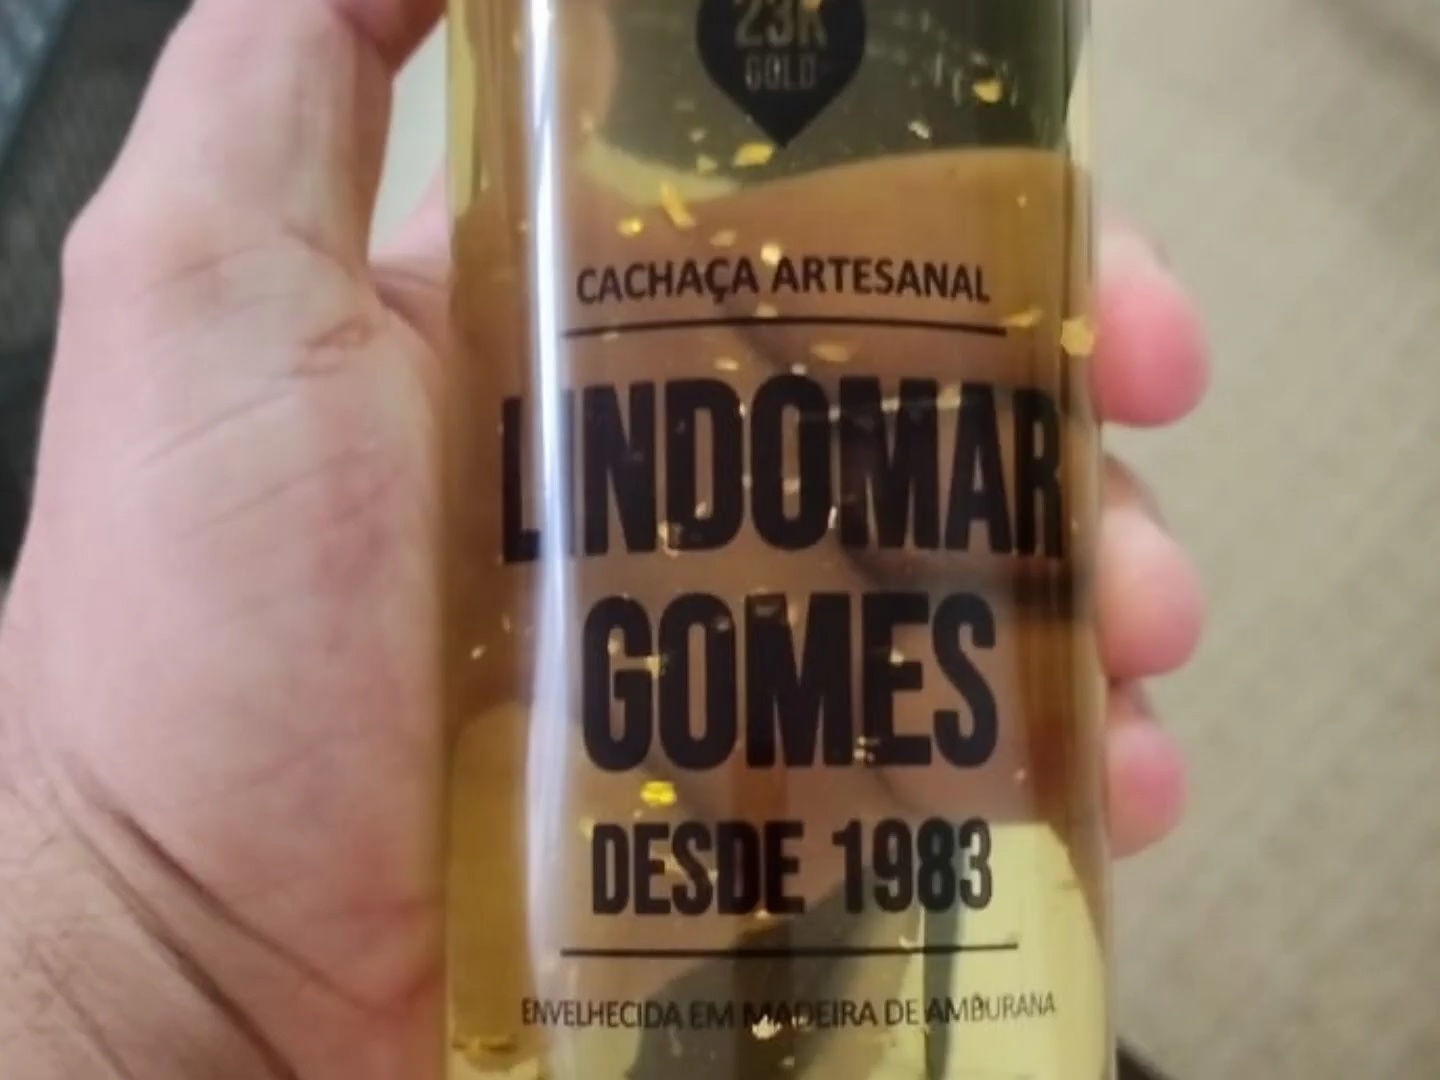 23K
GOLD
CACHAÇA ARTESANAL
LINDOMAR
GOMES
DESDE 1983
ENVELHECIDA EM MADEIRA DE AMBURANA